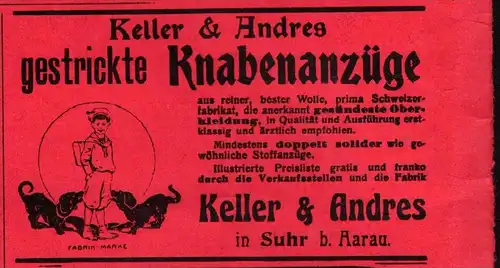 Keller & Andres
gestrickte Knabenanzüge
aus reiner, bester Wolle, prima Schweizer-
fabrikat, die anerkannt gesündeste Ober-
kleidung, in Qualität und Ausführung erst-
klassig und ärztlich empfohlen.
Mindestens doppelt solider wie ge-
wöhnliche Stoffanzüge.
Illustrierte Preisliste gratis und franko
durch die Verkaufsstellen und die Fabrik
Keller & Andres
in Suhr b. Aarau.
FABRIK-MARKE